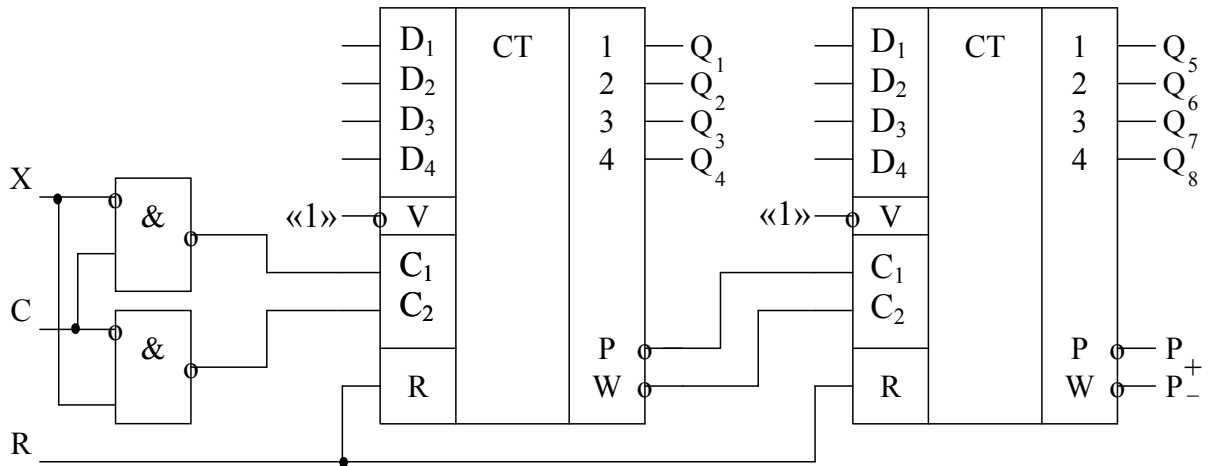 D₁ CT 1 Q₁ D₁ CT 1 Q₅
D₂ 2 Q₂ D₂ 2 Q₆
D₃ 3 Q₃ D₃ 3 Q₇
D₄ 4 Q₄ D₄ 4 Q₈
X
& «1» V «1» V
C₁ C₁
C C₂ C₂
& P P P₊
R W R W P₋
R